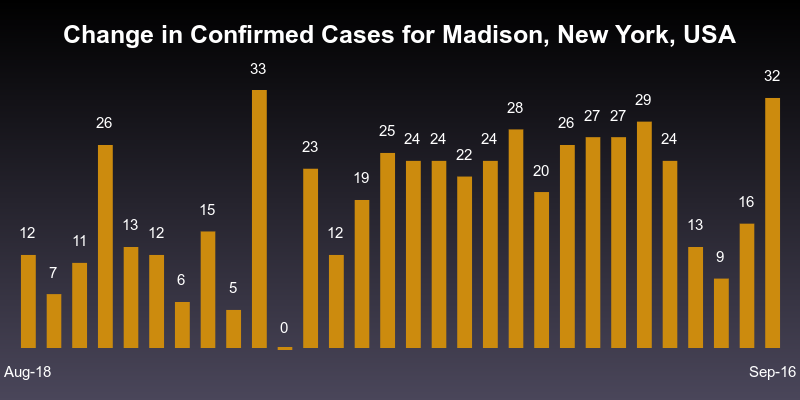 Change in Confirmed Cases for Madison, New York, USA
12 7 11 26 13 12 6 15 5 33 0 23 12 19 25 24 24 22 24 28 20 26 27 27 29 24 13 9 16 32
Aug-18 Sep-16